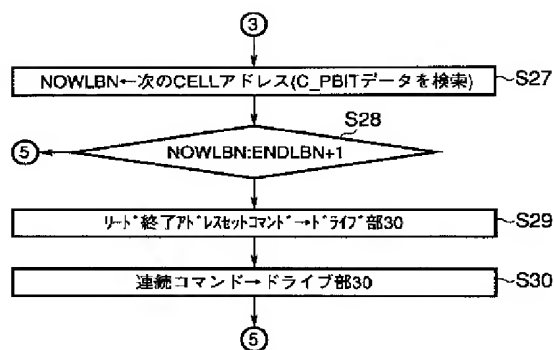 ③
NOWLBN←次のCELLアドレス(C_PBITデータを検索)
S27
S28
⑤
NOWLBN:ENDLBN+1
ﾘｰﾄﾞ終了ｱﾄﾞﾚｽｾｯﾄｺﾏﾝﾄﾞ→ﾄﾞﾗｲﾌﾞ部30
S29
連続コマンド→ドライブ部30
S30
⑤